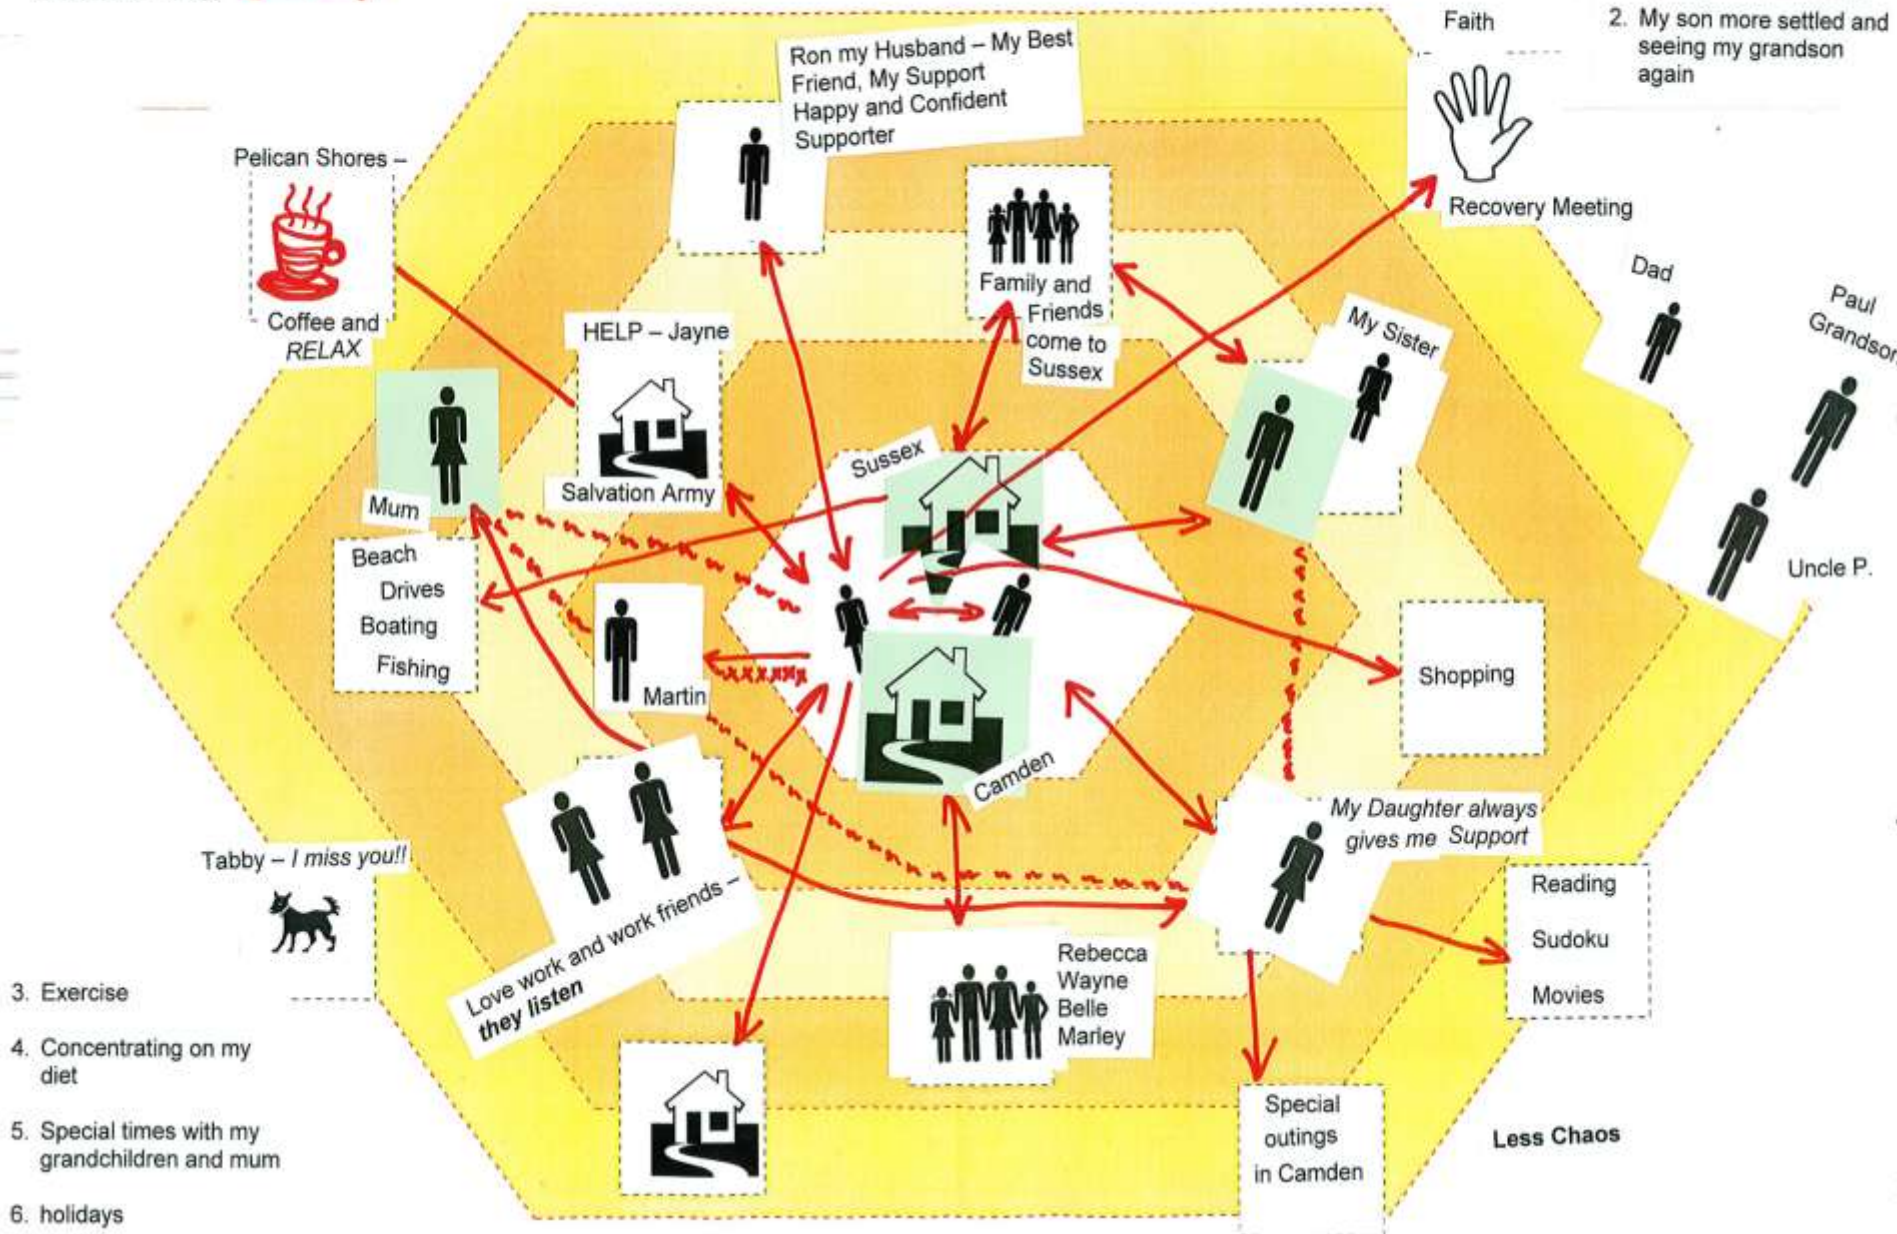 Faith
2. My son more settled and
seeing my grandson
again
Ron my Husband – My Best
Friend, My Support
Happy and Confident
Supporter
Pelican Shores –
Coffee and
RELAX
HELP – Jayne
Salvation Army
Family and
Friends
come to
Sussex
Recovery Meeting
My Sister
Dad
Paul
Grandson
Uncle P.
Mum
Sussex
Beach
Drives
Boating
Fishing
Martin
Shopping
Camden
My Daughter always
gives me Support
Tabby – I miss you!!
Love work and work friends –
they listen
Rebecca
Wayne
Belle
Marley
Reading
Sudoku
Movies
Special
outings
in Camden
Less Chaos
3. Exercise
4. Concentrating on my
diet
5. Special times with my
grandchildren and mum
6. holidays